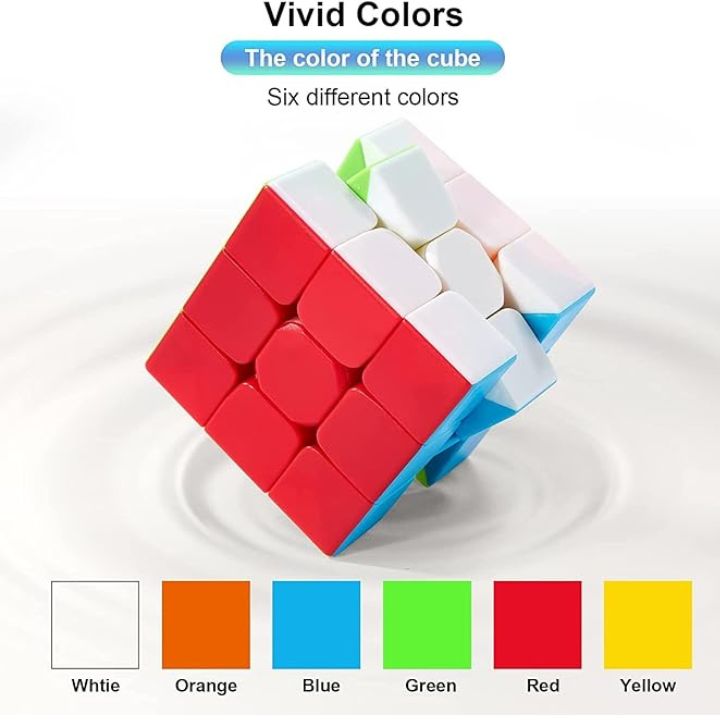 Vivid Colors
The color of the cube
Six different colors
Whtie Orange Blue Green Red Yellow